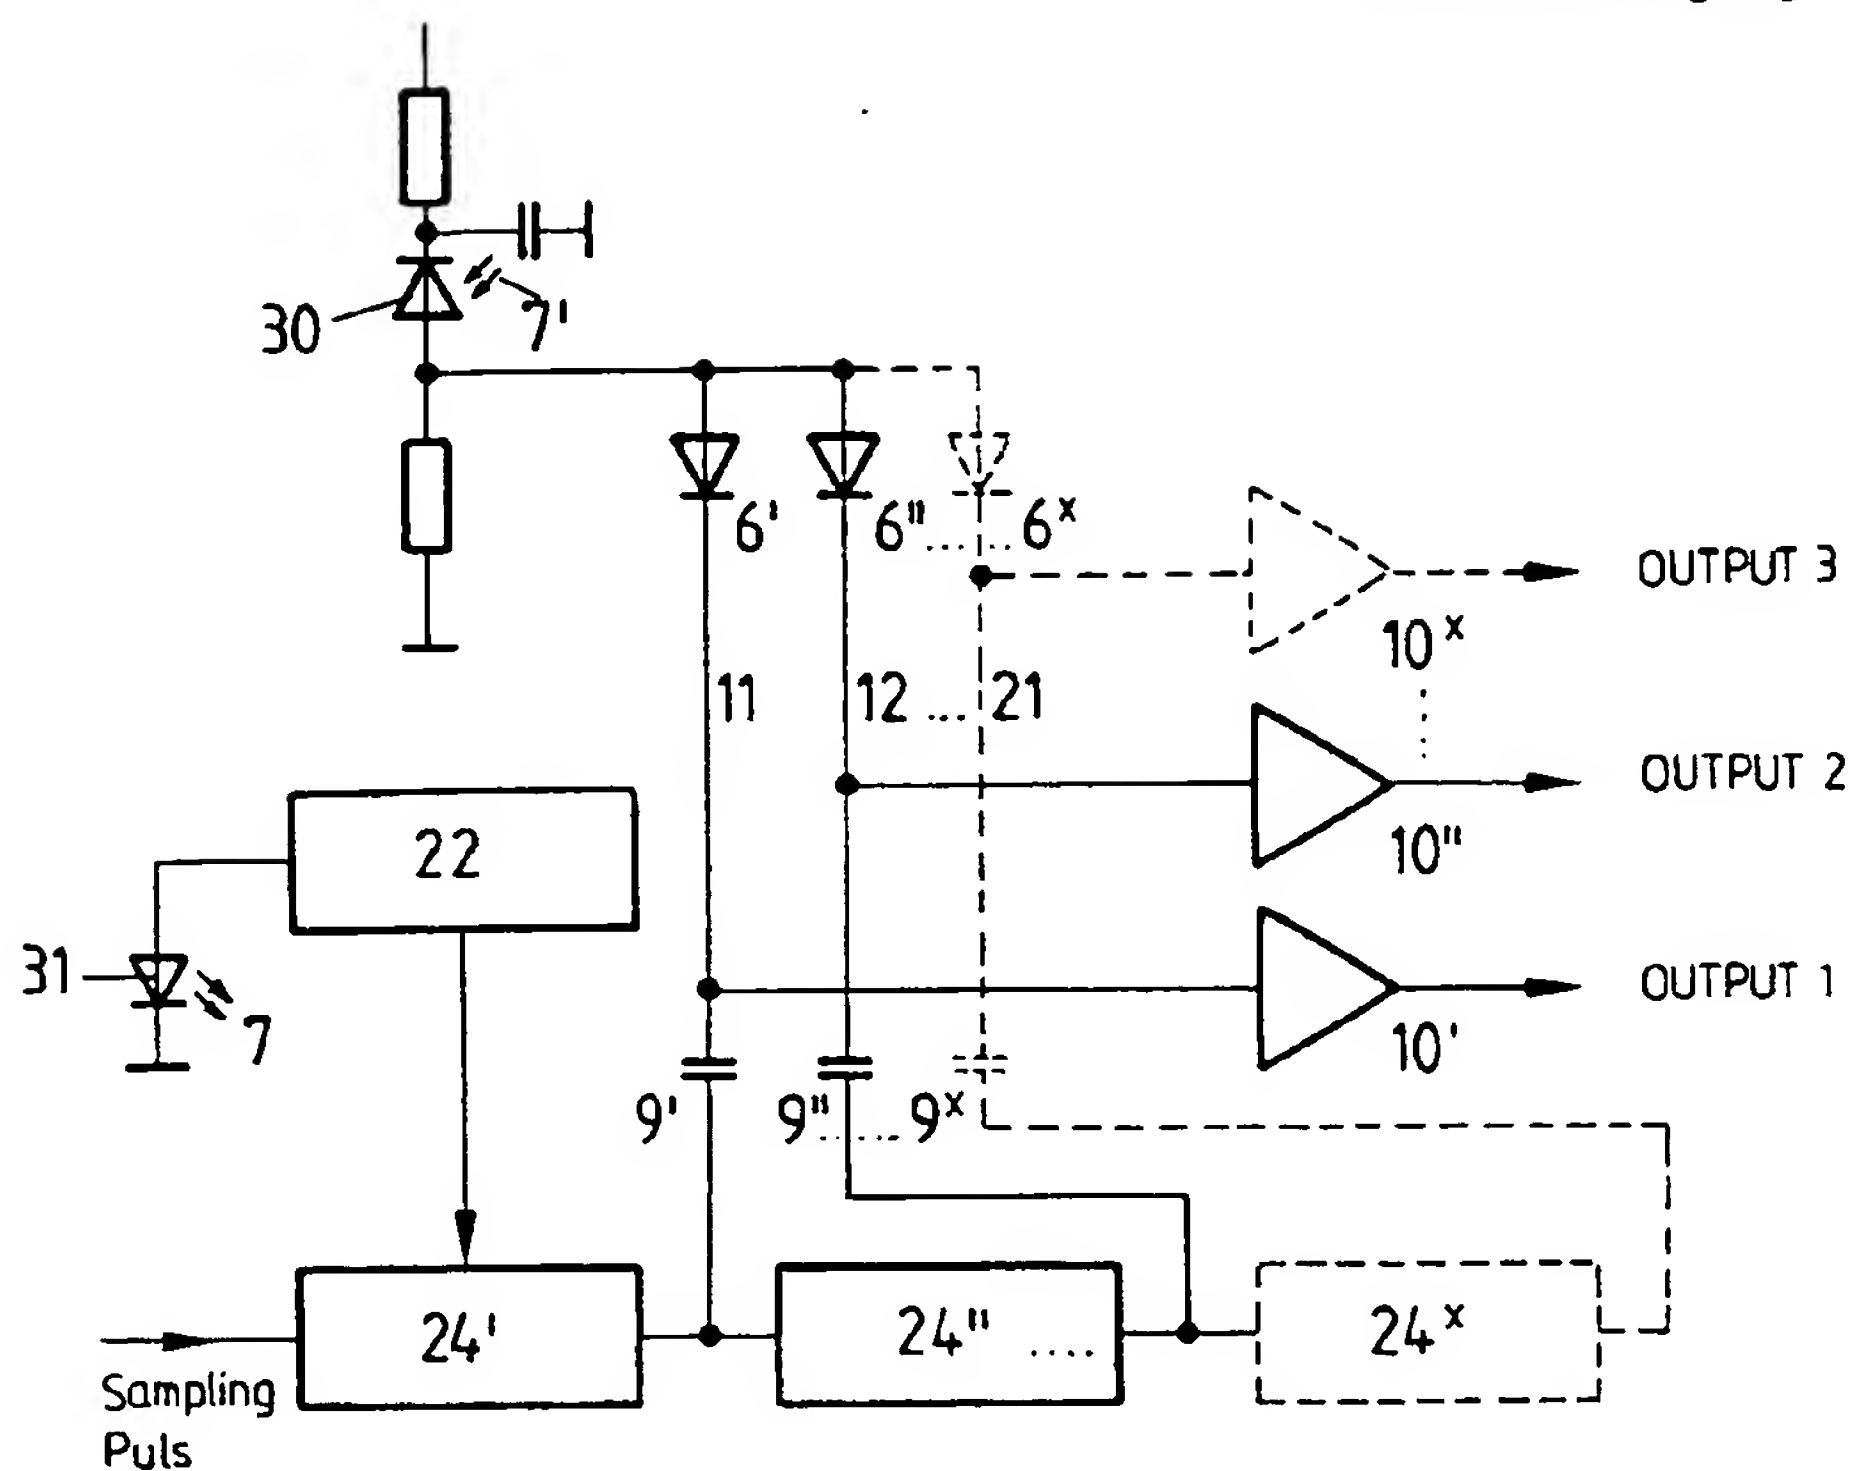 30
7'
6'
6" ..... 6ˣ
OUTPUT 3
10ˣ
11
12 ... 21
OUTPUT 2
22
10"
31
7
OUTPUT 1
10'
9'
9" ..... 9ˣ
24'
24" ....
24ˣ
Sampling
Puls